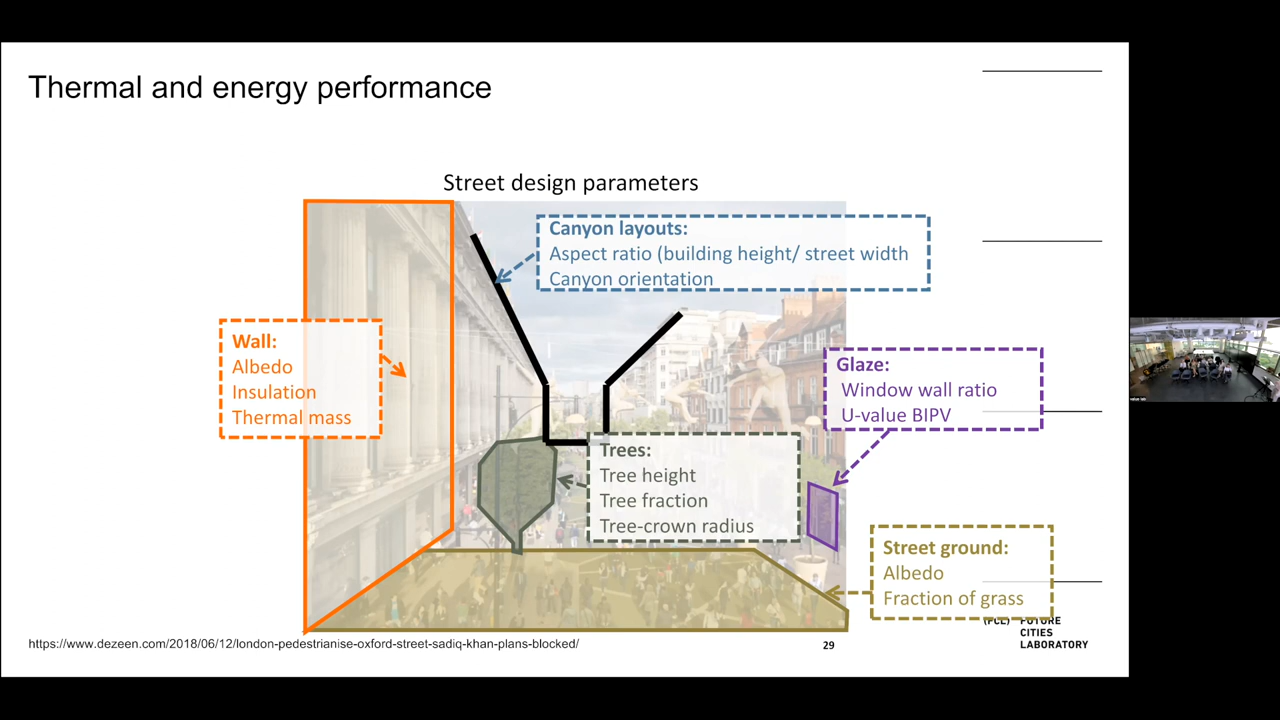 Thermal and energy performance
Street design parameters
Canyon layouts:
Aspect ratio (building height/ street width
Canyon orientation
Wall:
Albedo
Insulation
Thermal mass
Glaze:
Window wall ratio
U-value BIPV
Trees:
Tree height
Tree fraction
Tree-crown radius
Street ground:
Albedo
Fraction of grass
https://www.dezeen.com/2018/06/12/london-pedestrianise-oxford-street-sadiq-khan-plans-blocked/
29
(FCL) FUTURE
CITIES
LABORATORY